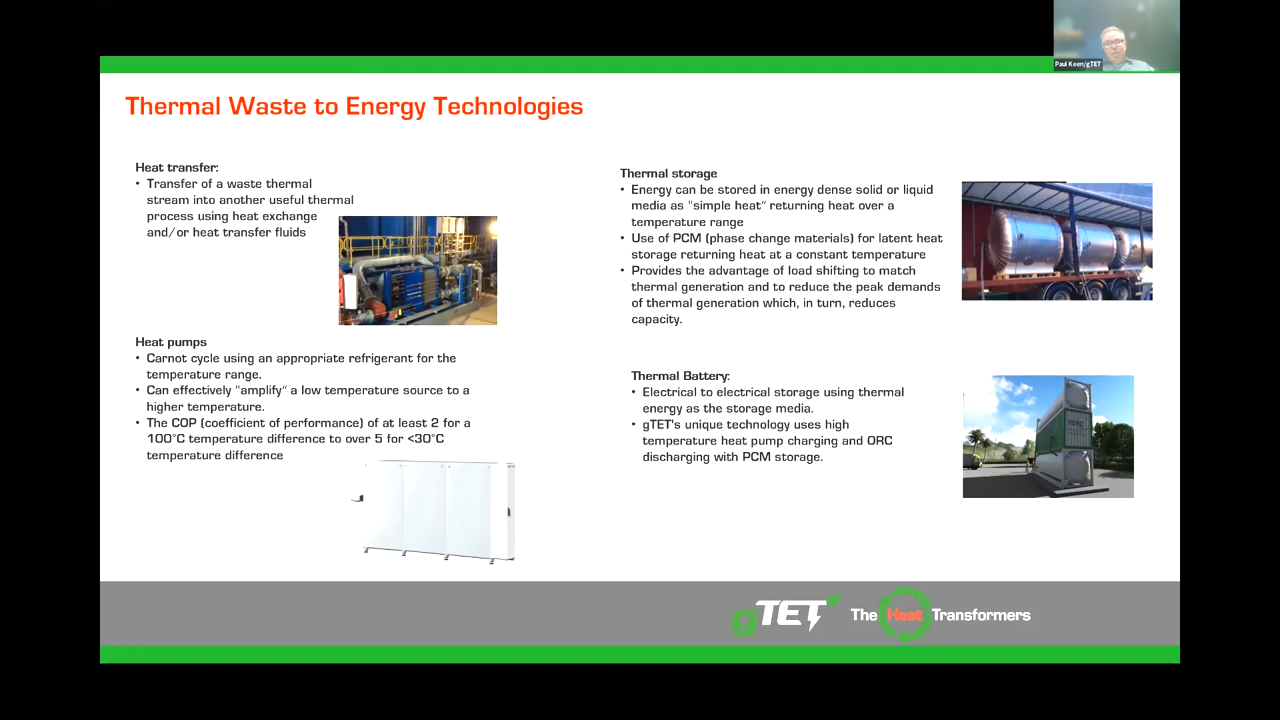 Paul Keen/gTET
Thermal Waste to Energy Technologies
Heat transfer:
• Transfer of a waste thermal
stream into another useful thermal
process using heat exchange
and/or heat transfer fluids
Heat pumps
• Carnot cycle using an appropriate refrigerant for the
temperature range.
• Can effectively "amplify" a low temperature source to a
higher temperature.
• The COP (coefficient of performance) of at least 2 for a
100°C temperature difference to over 5 for <30°C
temperature difference
Thermal storage
• Energy can be stored in energy dense solid or liquid
media as "simple heat" returning heat over a
temperature range
• Use of PCM (phase change materials) for latent heat
storage returning heat at a constant temperature
• Provides the advantage of load shifting to match
thermal generation and to reduce the peak demands
of thermal generation which, in turn, reduces
capacity.
Thermal Battery:
• Electrical to electrical storage using thermal
energy as the storage media.
• gTET's unique technology uses high
temperature heat pump charging and ORC
discharging with PCM storage.
gTET
The Heat Transformers